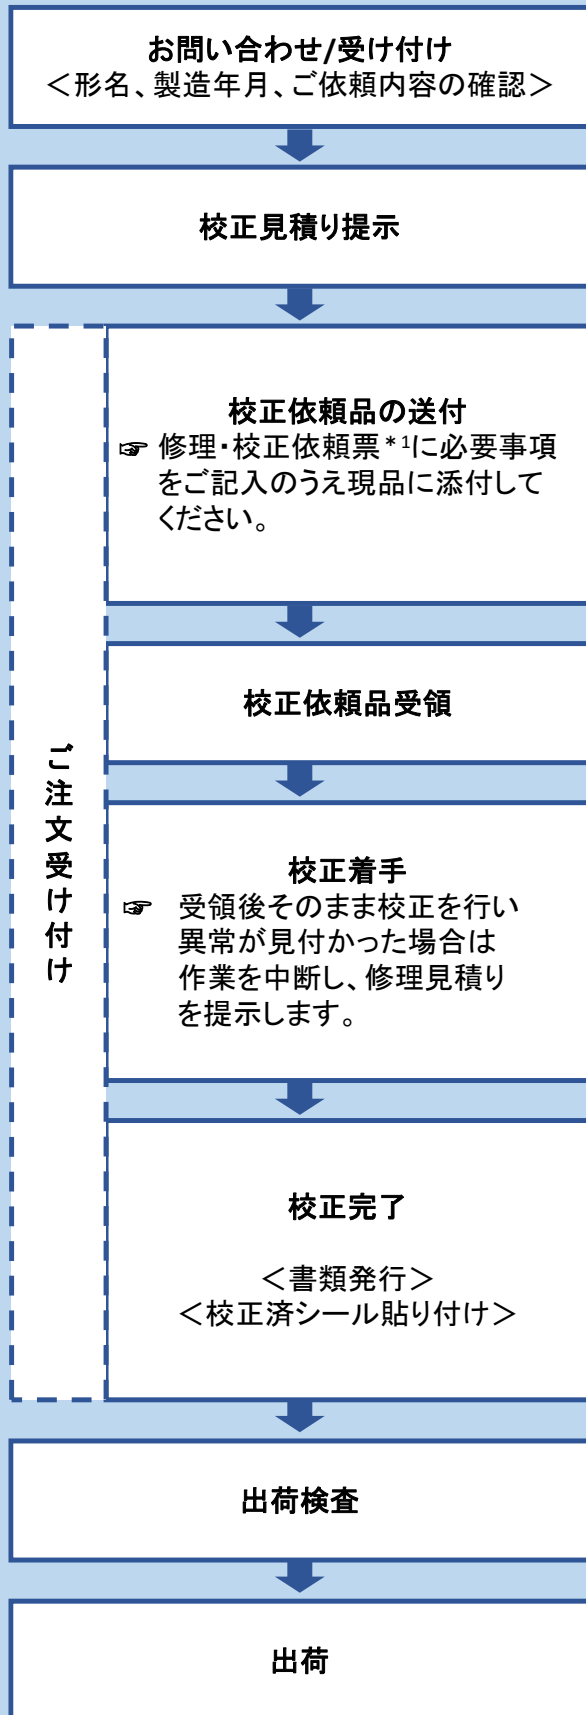 お問い合わせ/受け付け
＜形名、製造年月、ご依頼内容の確認＞
校正見積り提示
校正依頼品の送付
☞ 修理・校正依頼票*1に必要事項
をご記入のうえ現品に添付して
ください。
校正依頼品受領
ご注文受け付け
校正着手
☞ 受領後そのまま校正を行い
異常が見付かった場合は
作業を中断し、修理見積り
を提示します。
校正完了
＜書類発行＞
＜校正済シール貼り付け＞
出荷検査
出荷